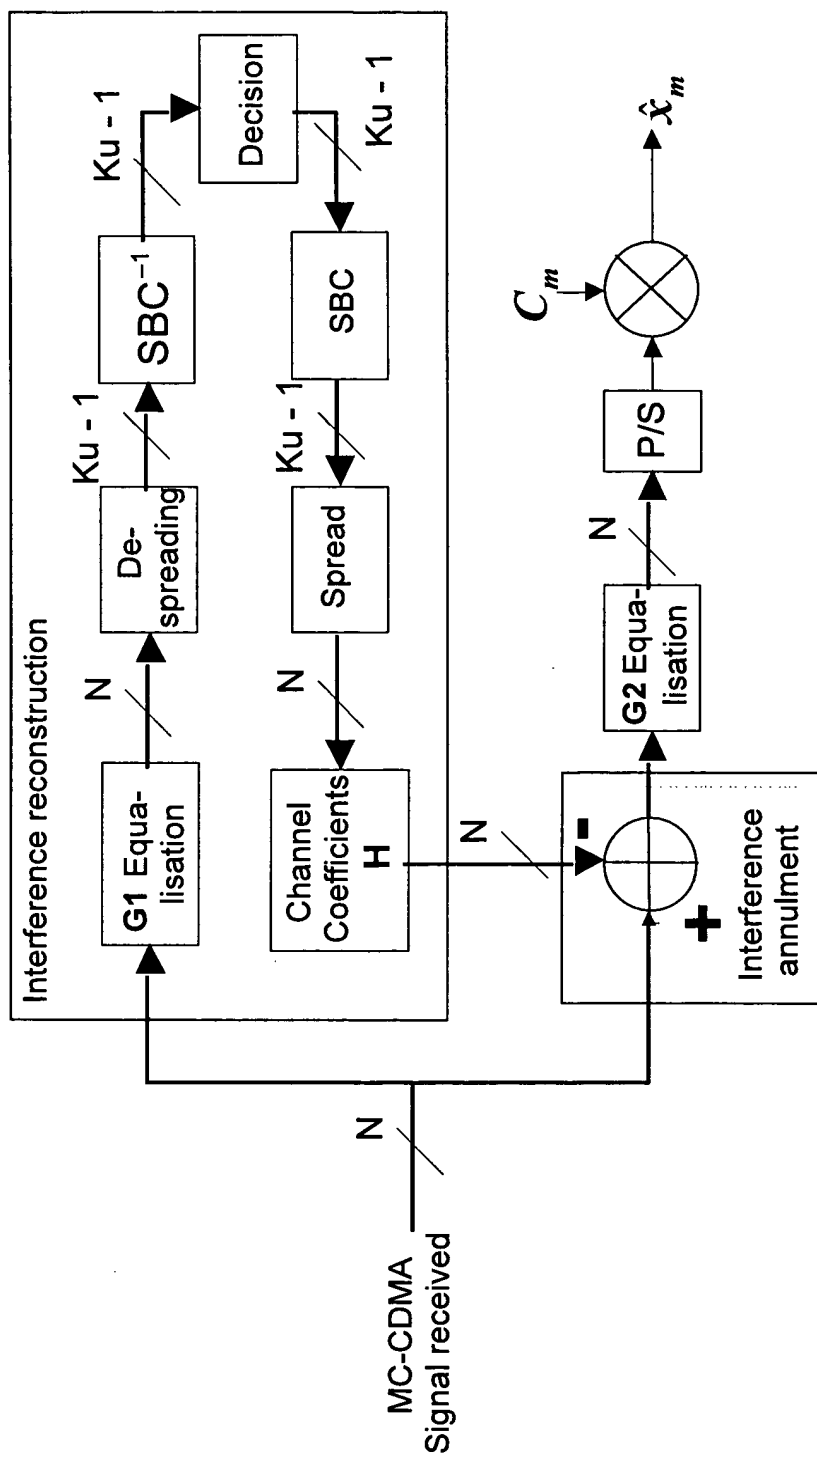 Interference reconstruction
N
G1 Equa-
lisation
N
De-
spreading
Ku - 1
SBC⁻¹
Ku - 1
Decision
Ku - 1
SBC
Ku - 1
Spread
N
Channel
Coefficients
H
N
MC-CDMA
Signal received
-
+
Interference
annulment
G2 Equa-
lisation
N
P/S
C_m
x̂_m